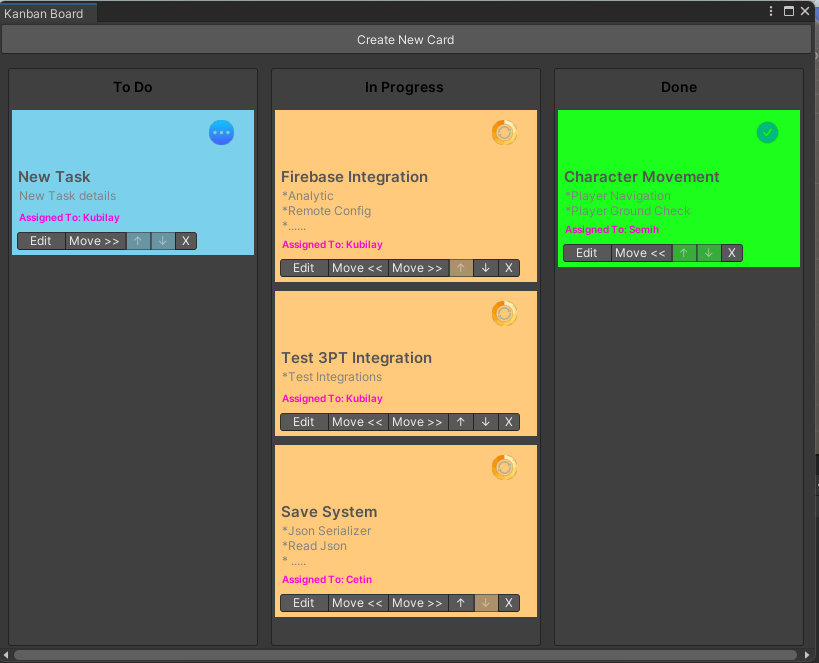 Kanban Board
Create New Card
To Do
New Task
New Task details
Assigned To: Kubilay
Edit Move >> ↑ ↓ X
In Progress
Firebase Integration
*Analytic
*Remote Config
*......
Assigned To: Kubilay
Edit Move << Move >> ↑ ↓ X
Test 3PT Integration
*Test Integrations
Assigned To: Kubilay
Edit Move << Move >> ↑ ↓ X
Save System
*Json Serializer
*Read Json
* .....
Assigned To: Cetin
Edit Move << Move >> ↑ ↓ X
Done
Character Movement
*Player Navigation
*Player Ground Check
Assigned To: Semih
Edit Move << ↑ ↓ X